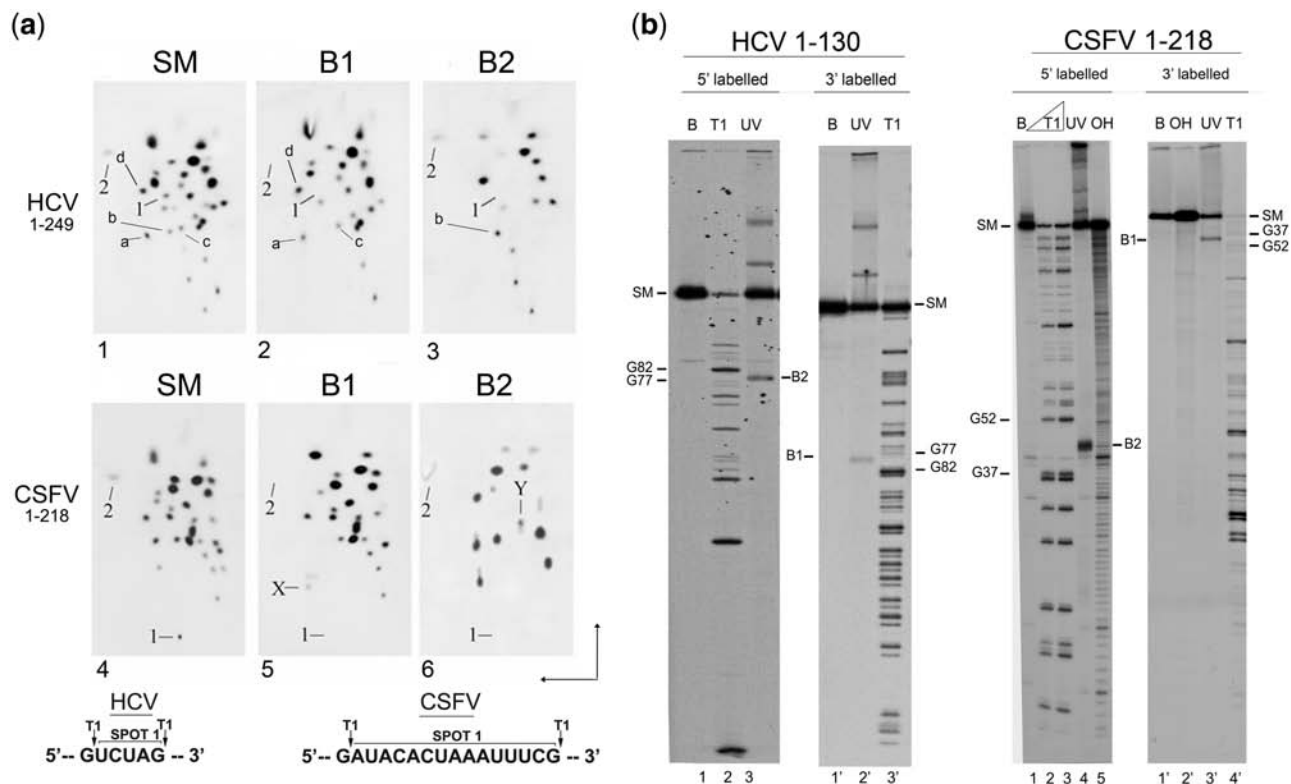 (a)
SM B1 B2
HCV
1-249
d
2
1
b
a
c
1
d
2
1
a
c
2
2
b
3
SM B1 B2
CSFV
1-218
2
1
4
X
1
5
2
Y
1
6
HCV
T1 T1
SPOT 1
5'-- GUCUAG -- 3'
CSFV
T1 T1
SPOT 1
5'-- GAUACACUAAAUUUCG -- 3'
(b)
HCV 1-130
5' labelled 3' labelled
B T1 UV B UV T1
SM
SM
G82
G77
B2
B1
G77
G82
1 2 3 1' 2' 3'
CSFV 1-218
5' labelled 3' labelled
B T1 UV OH B OH UV T1
SM
SM
G37
B1
G52
G52
B2
G37
1 2 3 4 5 1' 2' 3' 4'